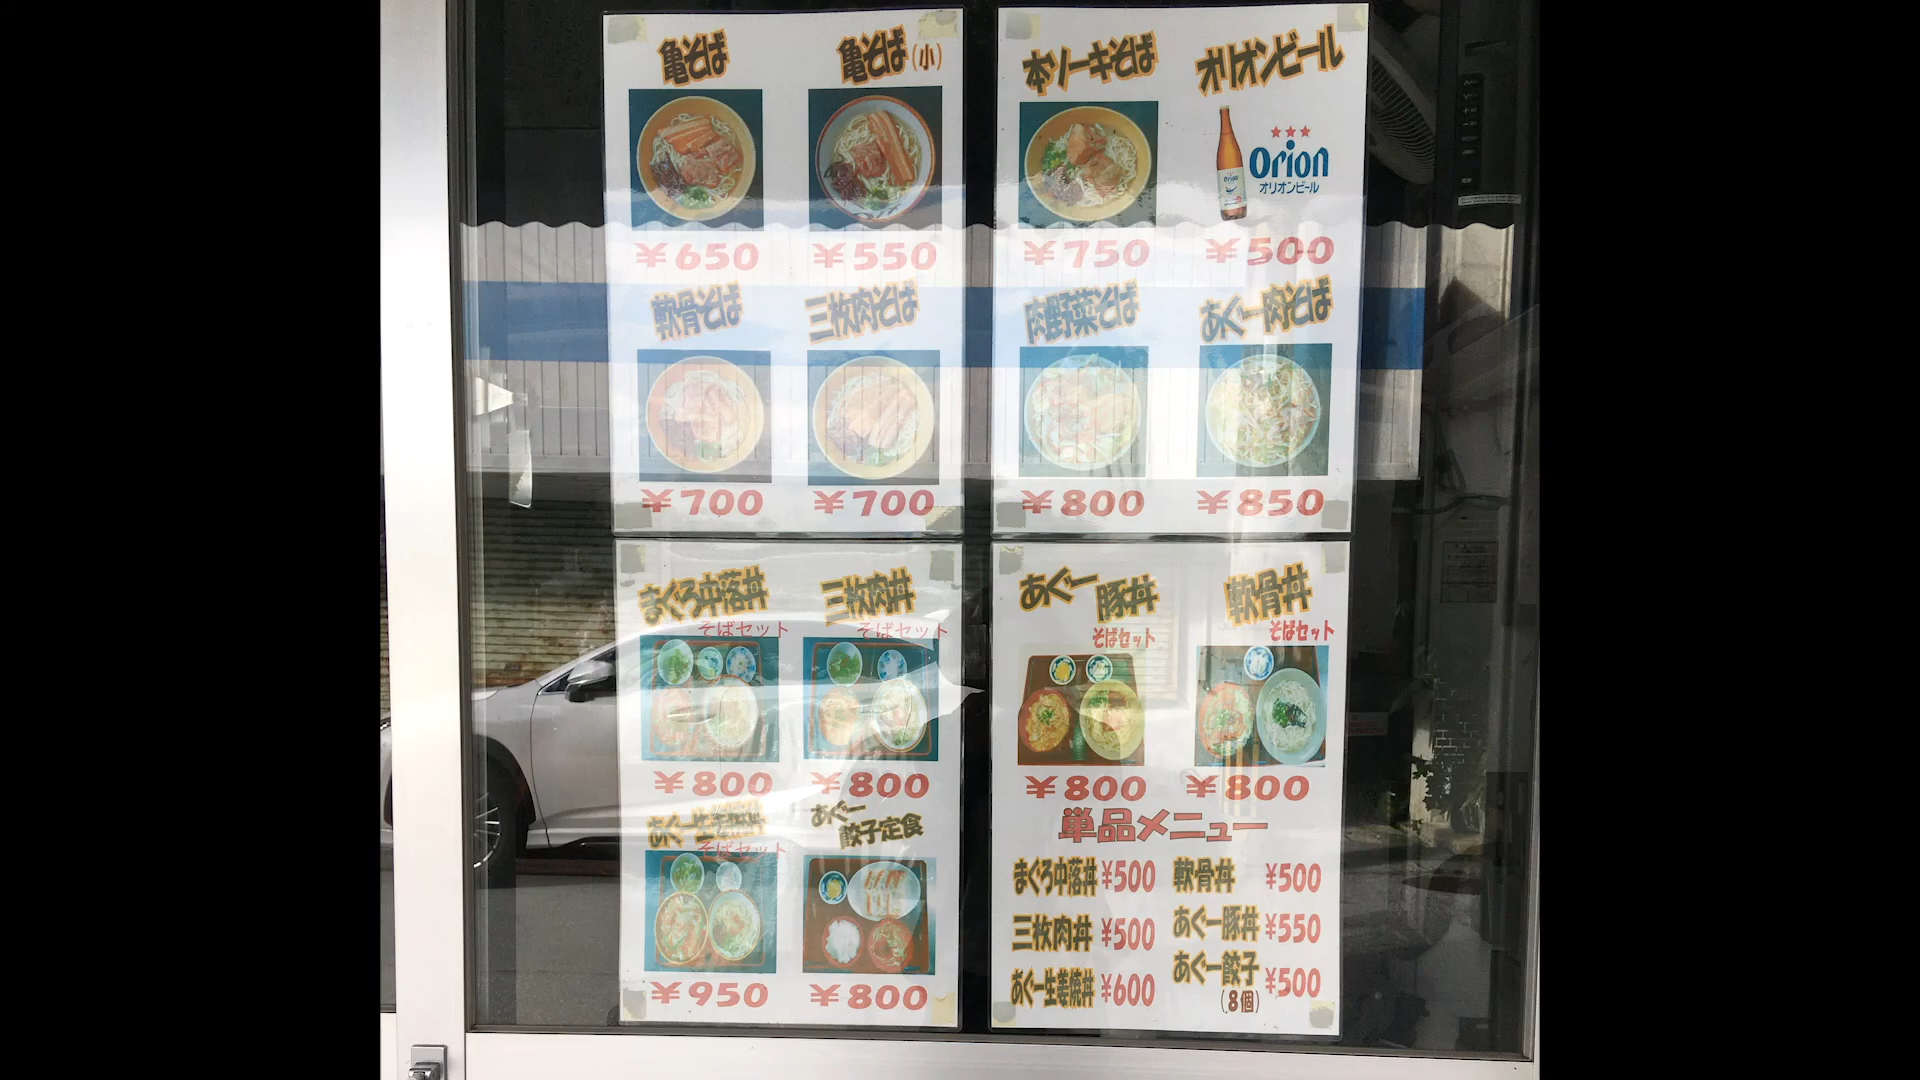 亀そば
亀そば(小)
¥650
¥550
軟骨そば
三枚肉そば
¥700
¥700
本ソーキそば
オリオンビール
Orion
オリオンビール
¥750
¥500
肉野菜そば
あぐー肉そば
¥800
¥850
まぐろ中落丼
そばセット
三枚肉丼
そばセット
¥800
¥800
あぐー生姜焼丼
そばセット
あぐー
餃子定食
¥950
¥800
あぐー
豚丼
そばセット
軟骨丼
そばセット
¥800
¥800
単品メニュー
まぐろ中落丼 ¥500
軟骨丼 ¥500
三枚肉丼 ¥500
あぐー豚丼 ¥550
あぐー生姜焼丼 ¥600
あぐー餃子 ¥500
(8個)